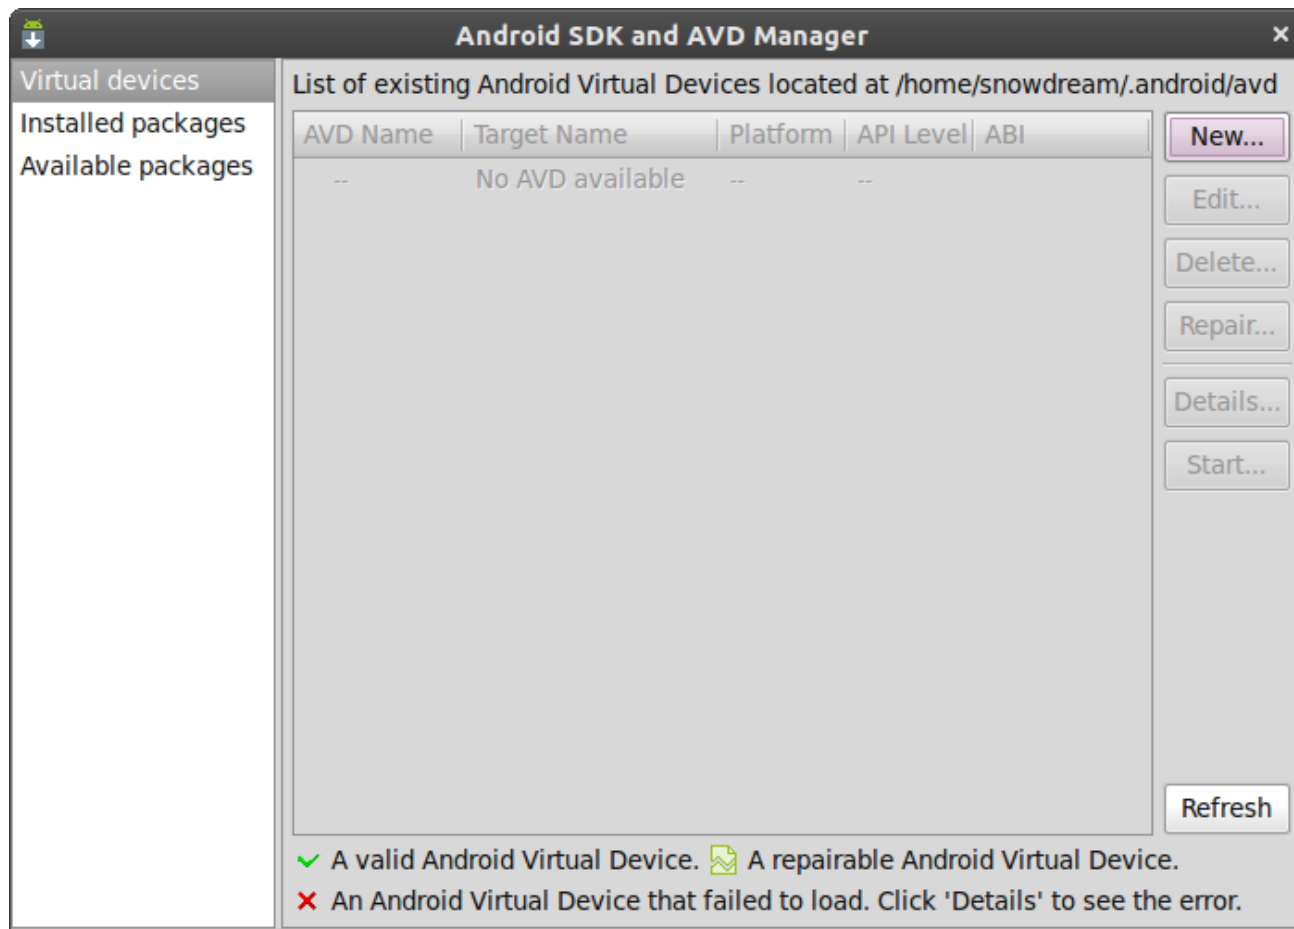 Android SDK and AVD Manager ×
Virtual devices
Installed packages
Available packages
List of existing Android Virtual Devices located at /home/snowdream/.android/avd
AVD Name Target Name Platform API Level ABI
-- No AVD available -- --
New...
Edit...
Delete...
Repair...
Details...
Start...
Refresh
A valid Android Virtual Device. A repairable Android Virtual Device.
An Android Virtual Device that failed to load. Click 'Details' to see the error.